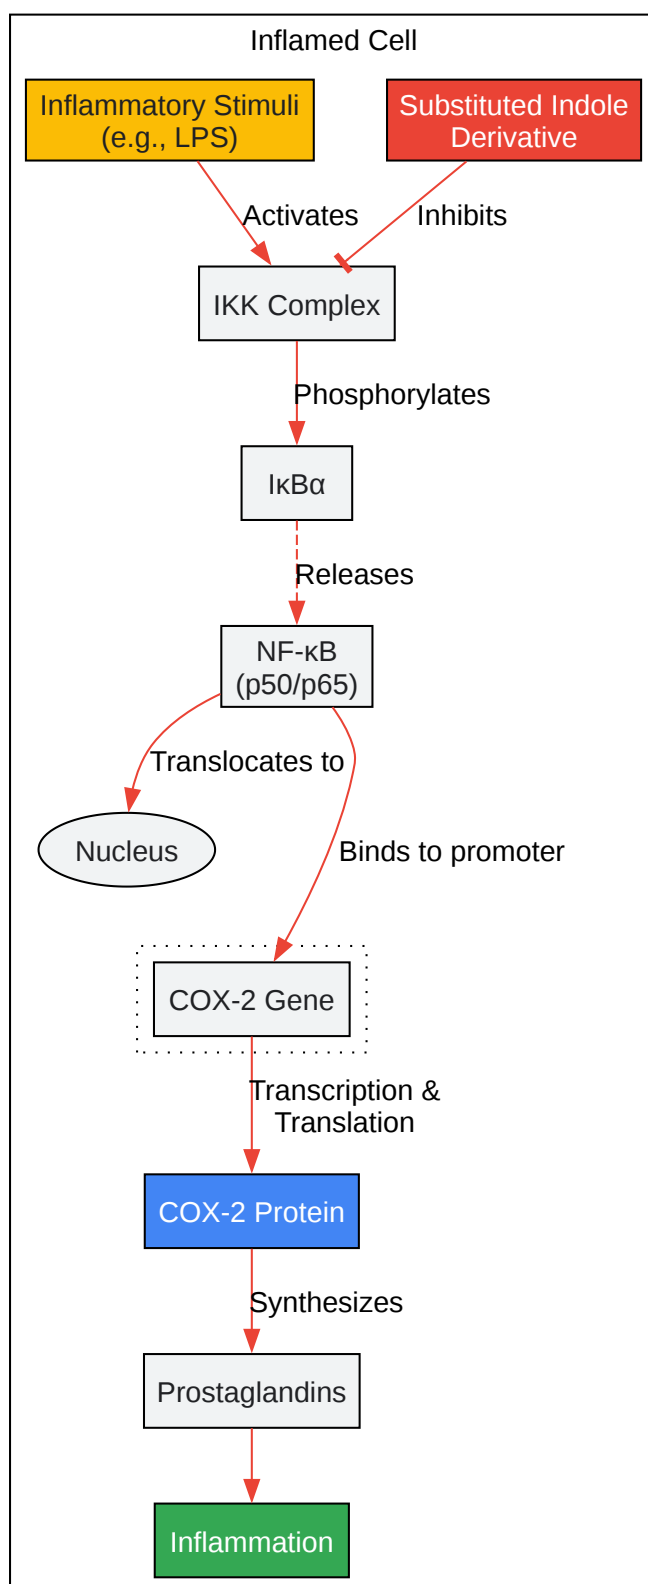 Inflamed Cell
Inflammatory Stimuli
(e.g., LPS)
Substituted Indole
Derivative
Activates
Inhibits
IKK Complex
Phosphorylates
IκBα
Releases
NF-κB
(p50/p65)
Translocates to
Nucleus
Binds to promoter
COX-2 Gene
Transcription &
Translation
COX-2 Protein
Synthesizes
Prostaglandins
Inflammation